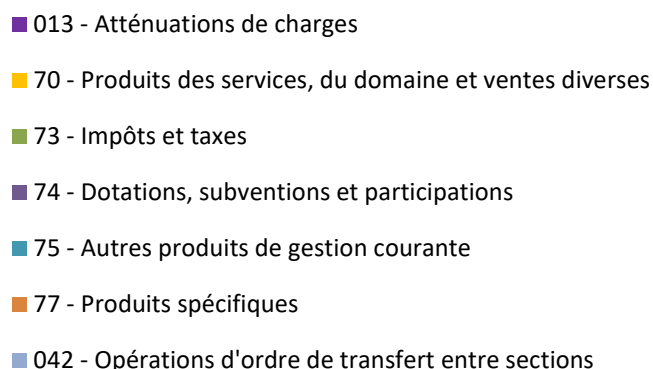 013 - Atténuations de charges
70 - Produits des services, du domaine et ventes diverses
73 - Impôts et taxes
74 - Dotations, subventions et participations
75 - Autres produits de gestion courante
77 - Produits spécifiques
042 - Opérations d'ordre de transfert entre sections